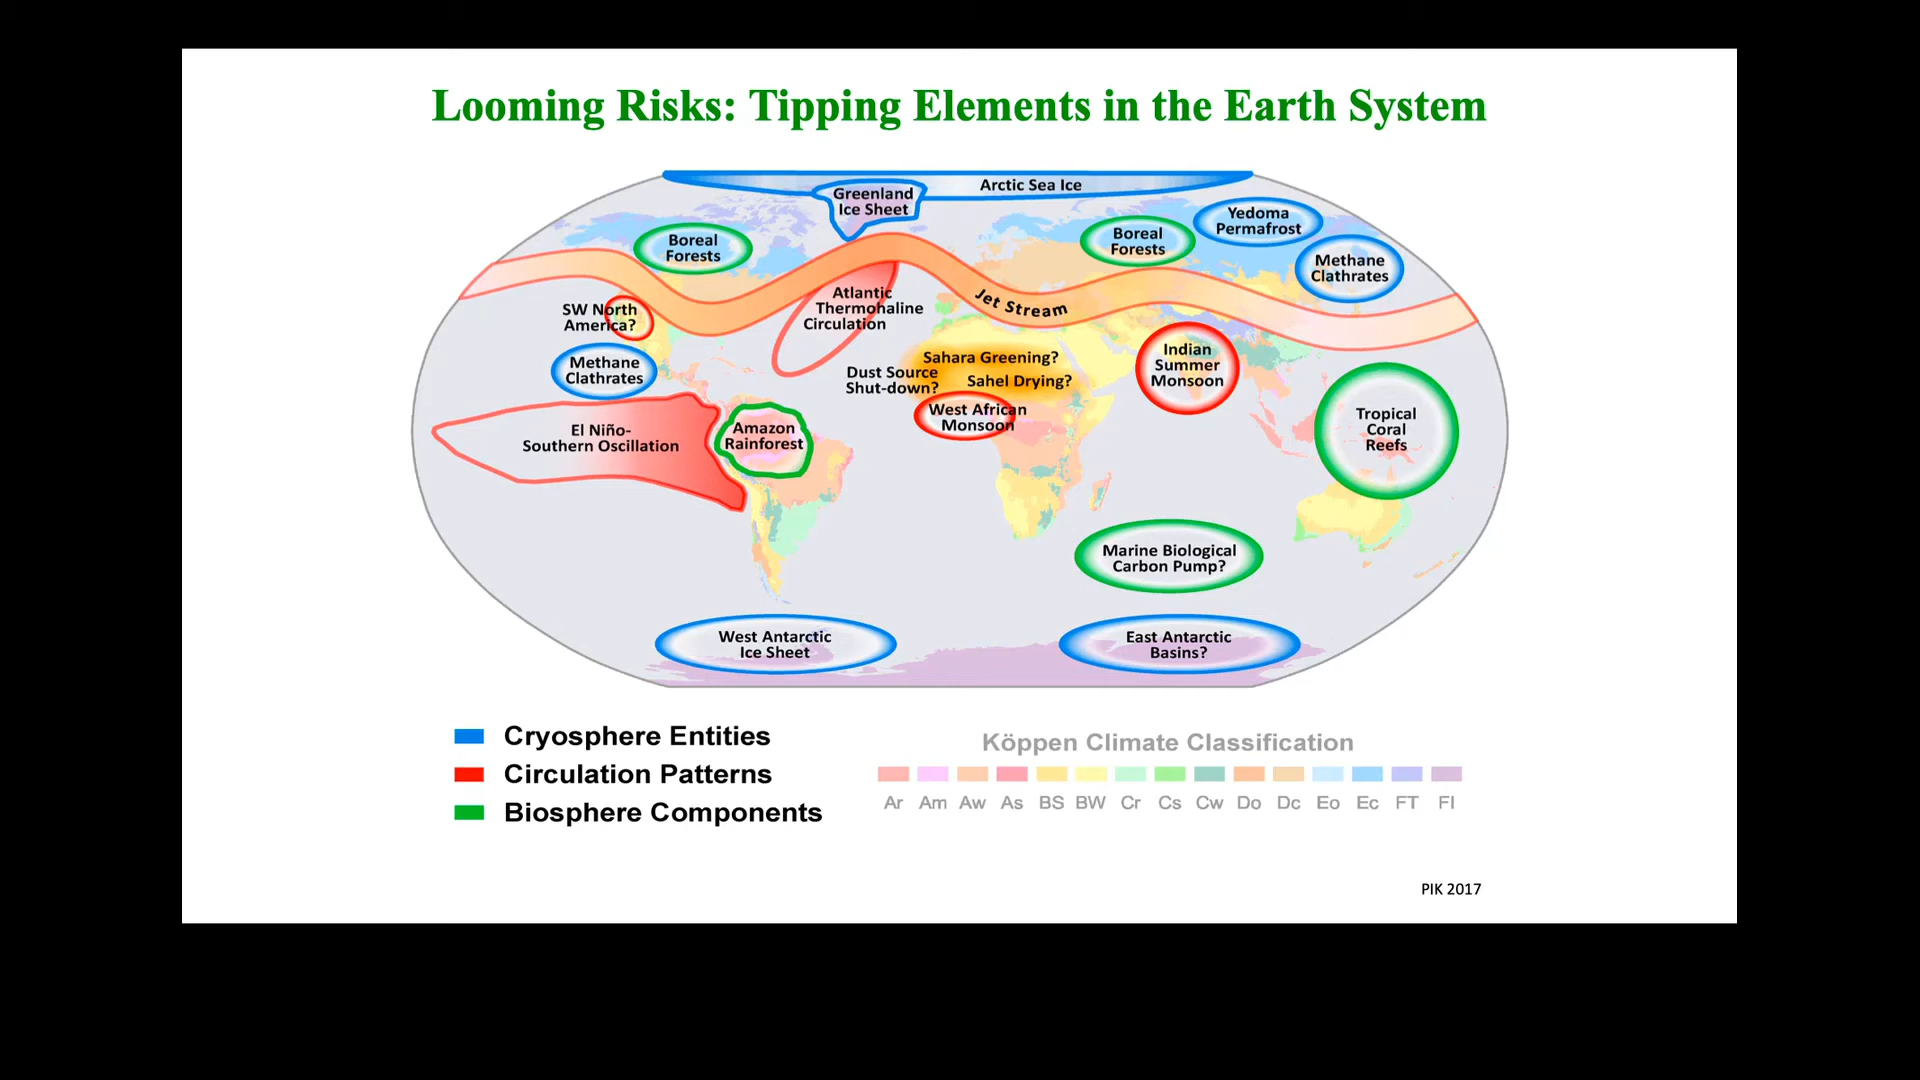 Looming Risks: Tipping Elements in the Earth System
Arctic Sea Ice
Greenland
Ice Sheet
Yedoma
Permafrost
Boreal
Forests
Boreal
Forests
Methane
Clathrates
Jet Stream
Atlantic
Thermohaline
Circulation
SW North
America?
Methane
Clathrates
Sahara Greening?
Dust Source
Shut-down?
Sahel Drying?
Indian
Summer
Monsoon
West African
Monsoon
El Niño-
Southern Oscillation
Amazon
Rainforest
Tropical
Coral
Reefs
Marine Biological
Carbon Pump?
West Antarctic
Ice Sheet
East Antarctic
Basins?
Cryosphere Entities
Circulation Patterns
Biosphere Components
Köppen Climate Classification
Ar Am Aw As BS BW Cr Cs Cw Do Dc Eo Ec FT FI
PIK 2017